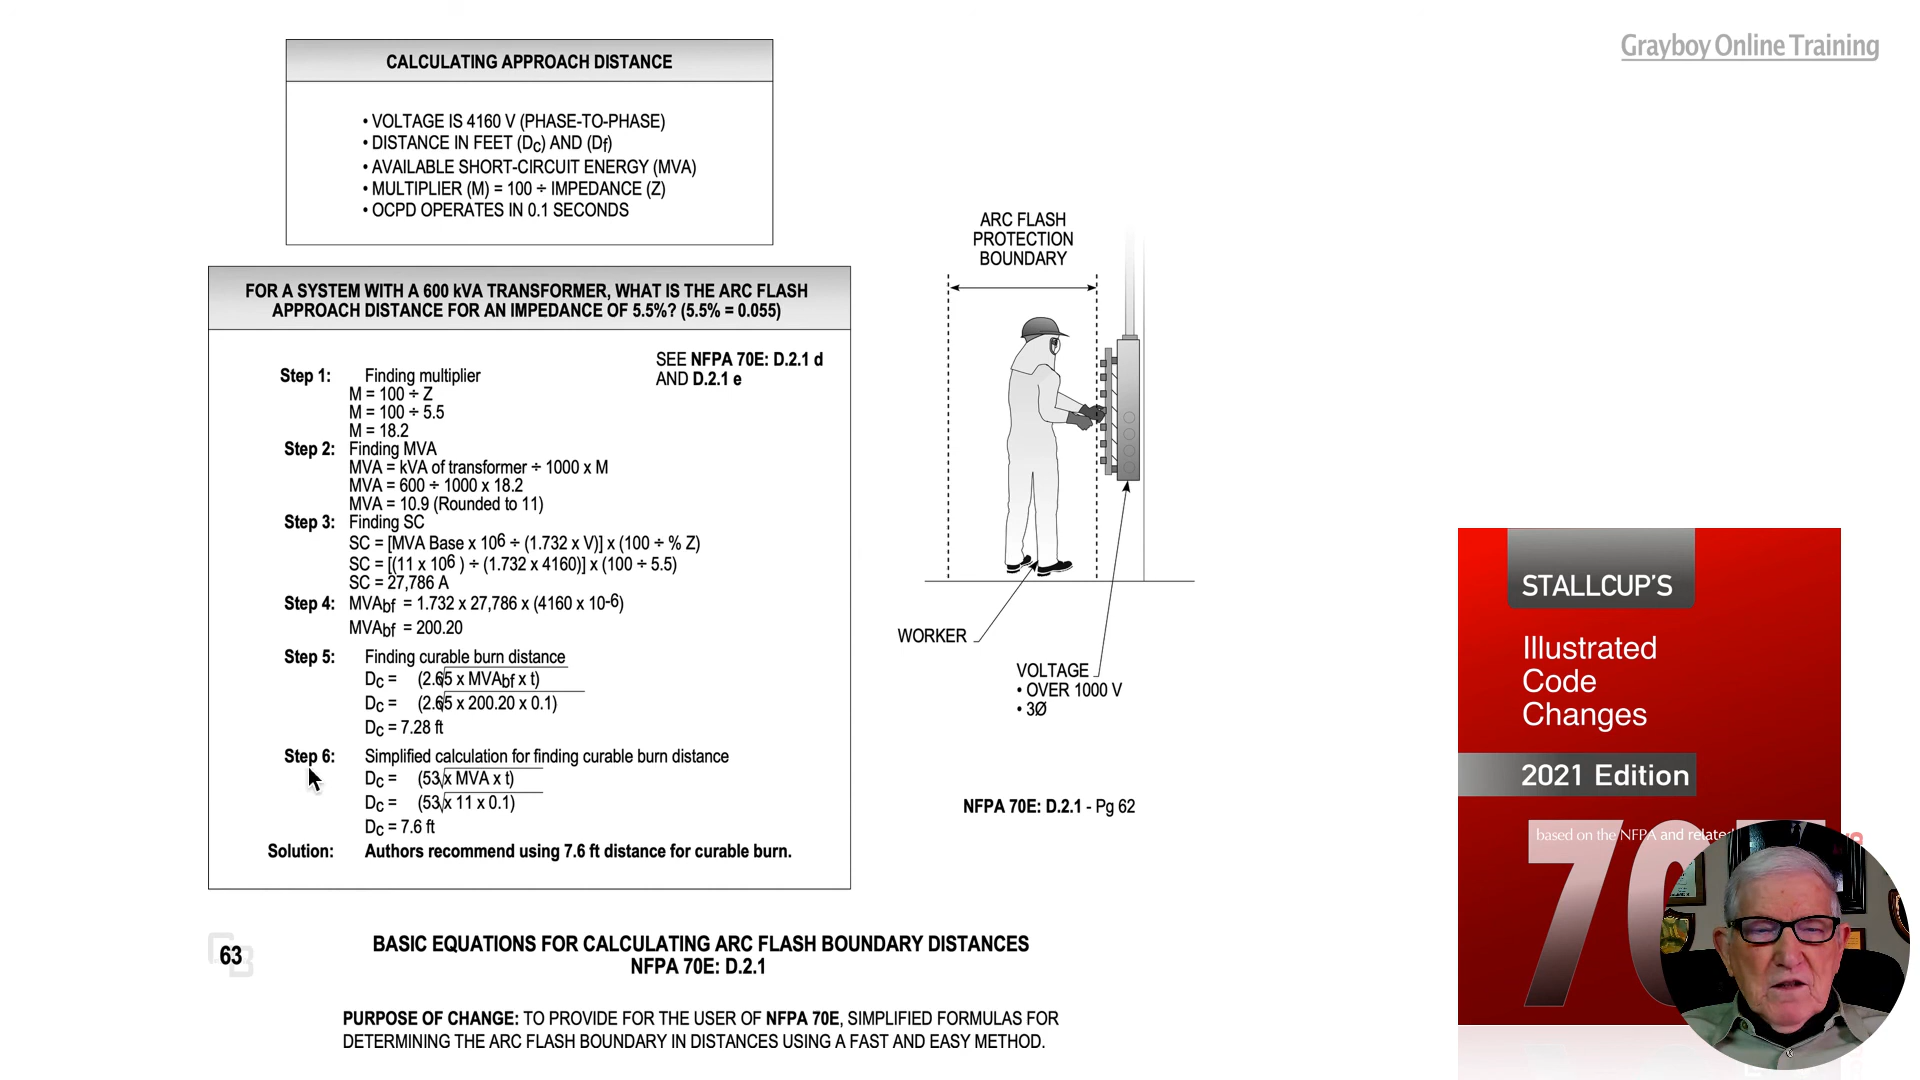 Grayboy Online Training
CALCULATING APPROACH DISTANCE
• VOLTAGE IS 4160 V (PHASE-TO-PHASE)
• DISTANCE IN FEET (Dc) AND (Df)
• AVAILABLE SHORT-CIRCUIT ENERGY (MVA)
• MULTIPLIER (M) = 100 ÷ IMPEDANCE (Z)
• OCPD OPERATES IN 0.1 SECONDS
FOR A SYSTEM WITH A 600 kVA TRANSFORMER, WHAT IS THE ARC FLASH
APPROACH DISTANCE FOR AN IMPEDANCE OF 5.5%? (5.5% = 0.055)
SEE NFPA 70E: D.2.1 d
AND D.2.1 e
Step 1: Finding multiplier
M = 100 ÷ Z
M = 100 ÷ 5.5
M = 18.2
Step 2: Finding MVA
MVA = kVA of transformer ÷ 1000 x M
MVA = 600 ÷ 1000 x 18.2
MVA = 10.9 (Rounded to 11)
Step 3: Finding SC
SC = [MVA Base x 10⁶ ÷ (1.732 x V)] x (100 ÷ % Z)
SC = [(11 x 10⁶ ) ÷ (1.732 x 4160)] x (100 ÷ 5.5)
SC = 27,786 A
Step 4: MVAbf = 1.732 x 27,786 x (4160 x 10⁻⁶)
MVAbf = 200.20
Step 5: Finding curable burn distance
Dc = √(2.65 x MVAbf x t)
Dc = √(2.65 x 200.20 x 0.1)
Dc = 7.28 ft
Step 6: Simplified calculation for finding curable burn distance
Dc = √(53 x MVA x t)
Dc = √(53 x 11 x 0.1)
Dc = 7.6 ft
Solution: Authors recommend using 7.6 ft distance for curable burn.
ARC FLASH
PROTECTION
BOUNDARY
WORKER
VOLTAGE
• OVER 1000 V
• 3Ø
NFPA 70E: D.2.1 - Pg 62
63
BASIC EQUATIONS FOR CALCULATING ARC FLASH BOUNDARY DISTANCES
NFPA 70E: D.2.1
PURPOSE OF CHANGE: TO PROVIDE FOR THE USER OF NFPA 70E, SIMPLIFIED FORMULAS FOR
DETERMINING THE ARC FLASH BOUNDARY IN DISTANCES USING A FAST AND EASY METHOD.
STALLCUP'S
Illustrated
Code
Changes
2021 Edition
based on the NFPA and related
70